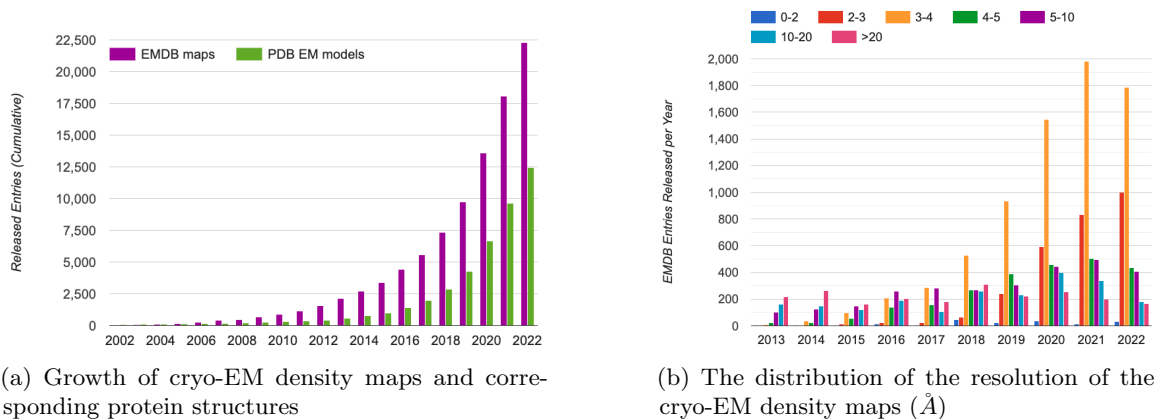 22,500
EMDB maps
PDB EM models
20,000
17,500
15,000
12,500
10,000
7,500
5,000
2,500
0
Released Entries (Cumulative)
2002 2004 2006 2008 2010 2012 2014 2016 2018 2020 2022
(a) Growth of cryo-EM density maps and corre-
sponding protein structures
0-2 2-3 3-4 4-5 5-10
10-20 >20
2,000
1,800
1,600
1,400
1,200
1,000
800
600
400
200
0
EMDB Entries Released per Year
2013 2014 2015 2016 2017 2018 2019 2020 2021 2022
(b) The distribution of the resolution of the
cryo-EM density maps (Å)